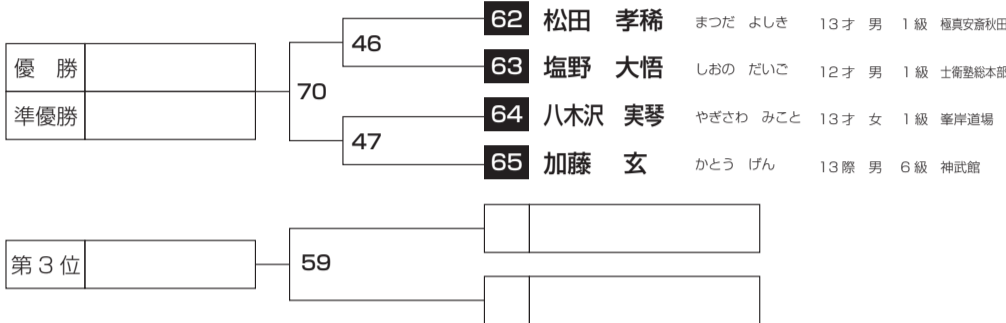 62 松田 孝稀 まつだ よしき 13才 男 1級 極真安斎秋田
46
優 勝
63 塩野 大悟 しおの だいご 12才 男 1級 士衛塾総本部
70
準優勝
64 八木沢 実琴 やぎさわ みこと 13才 女 1級 峯岸道場
47
65 加藤 玄 かとう げん 13際 男 6級 神武館
第3位
59